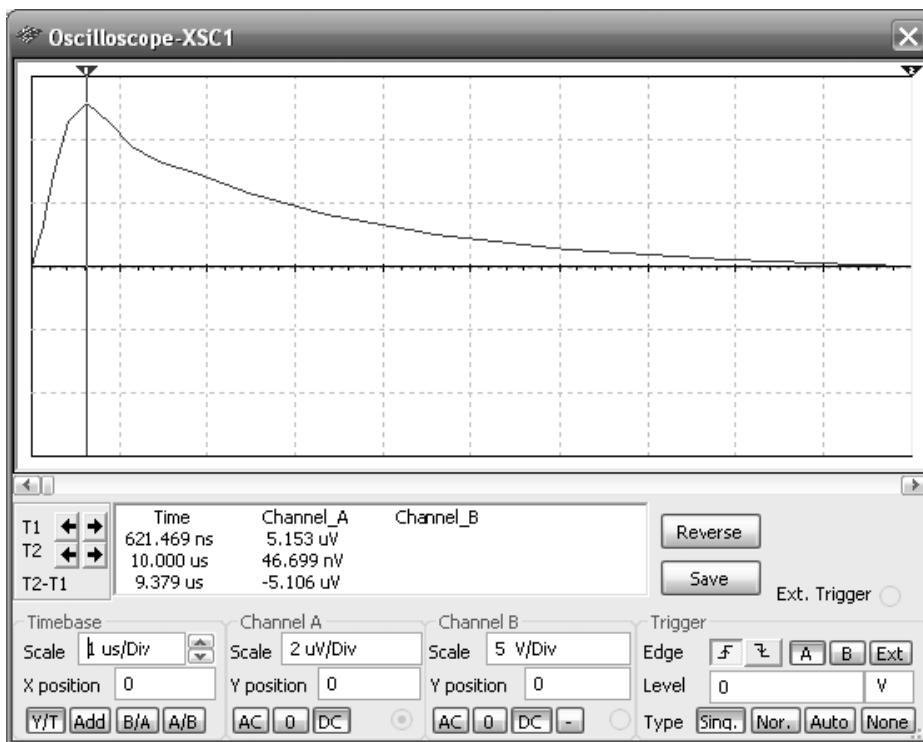 Oscilloscope-XSC1
1 2
Time Channel_A Channel_B
T1 621.469 ns 5.153 uV
T2 10.000 us 46.699 nV
T2-T1 9.379 us -5.106 uV
Reverse
Save
Ext. Trigger
Timebase Channel A Channel B Trigger
Scale 1 us/Div Scale 2 uV/Div Scale 5 V/Div Edge A B Ext
X position 0 Y position 0 Y position 0 Level 0 V
Y/T Add B/A A/B AC 0 DC AC 0 DC - Type Sing. Nor. Auto None